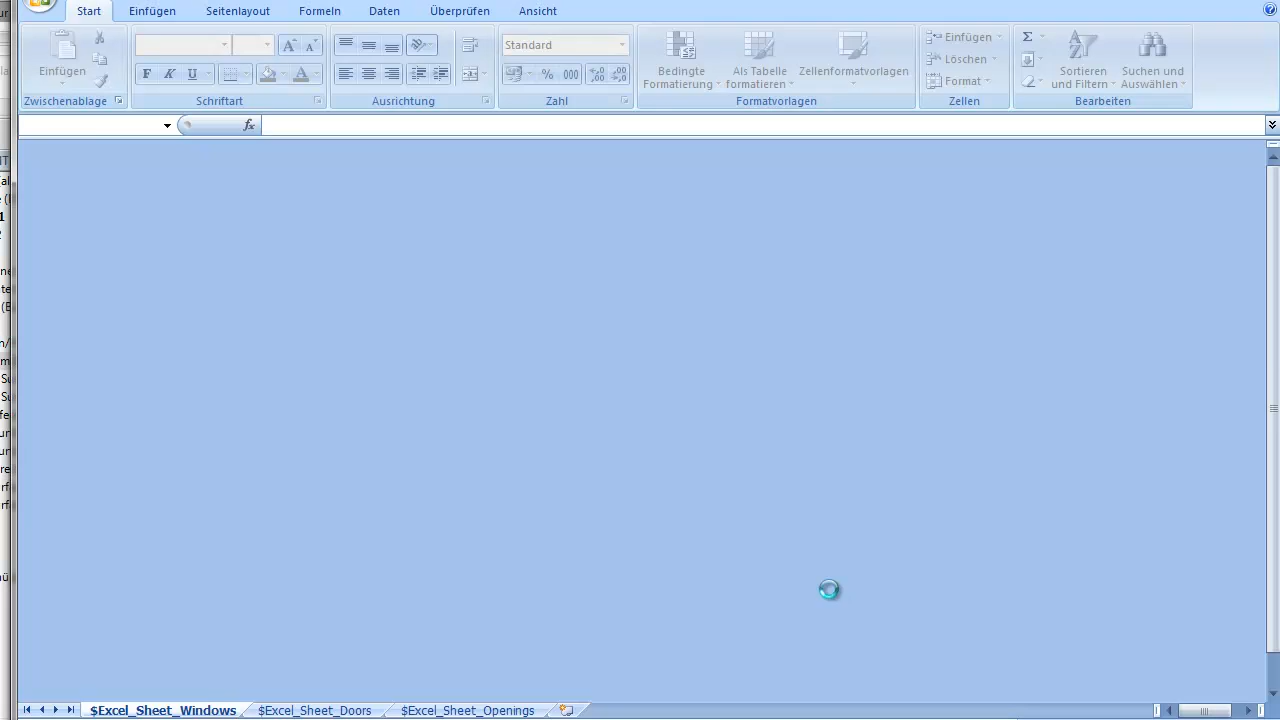 Start Einfügen Seitenlayout Formeln Daten Überprüfen Ansicht
Standard
Einfügen
F K U
% 000
Bedingte Formatierung
Als Tabelle formatieren
Zellenformatvorlagen
Einfügen
Löschen
Format
Σ
Sortieren und Filtern
Suchen und Auswählen
Zwischenablage Schriftart Ausrichtung Zahl Formatvorlagen Zellen Bearbeiten
fx
$Excel_Sheet_Windows $Excel_Sheet_Doors $Excel_Sheet_Openings